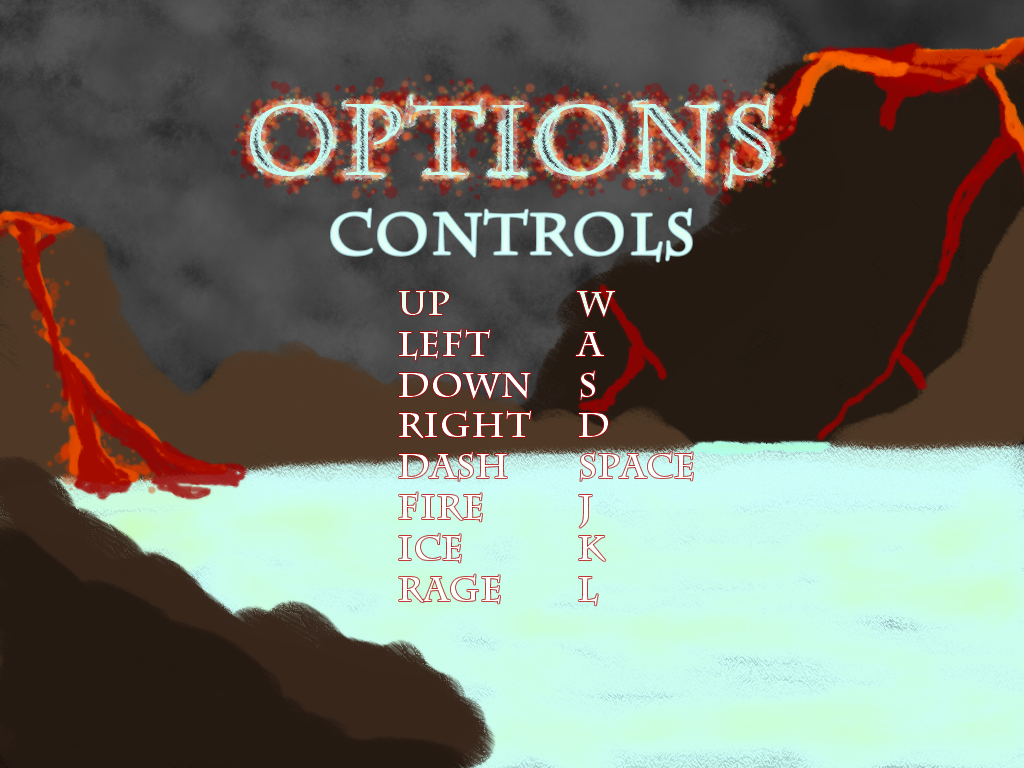 OPTIONS
CONTROLS
UP W
LEFT A
DOWN S
RIGHT D
DASH SPACE
FIRE J
ICE K
RAGE L